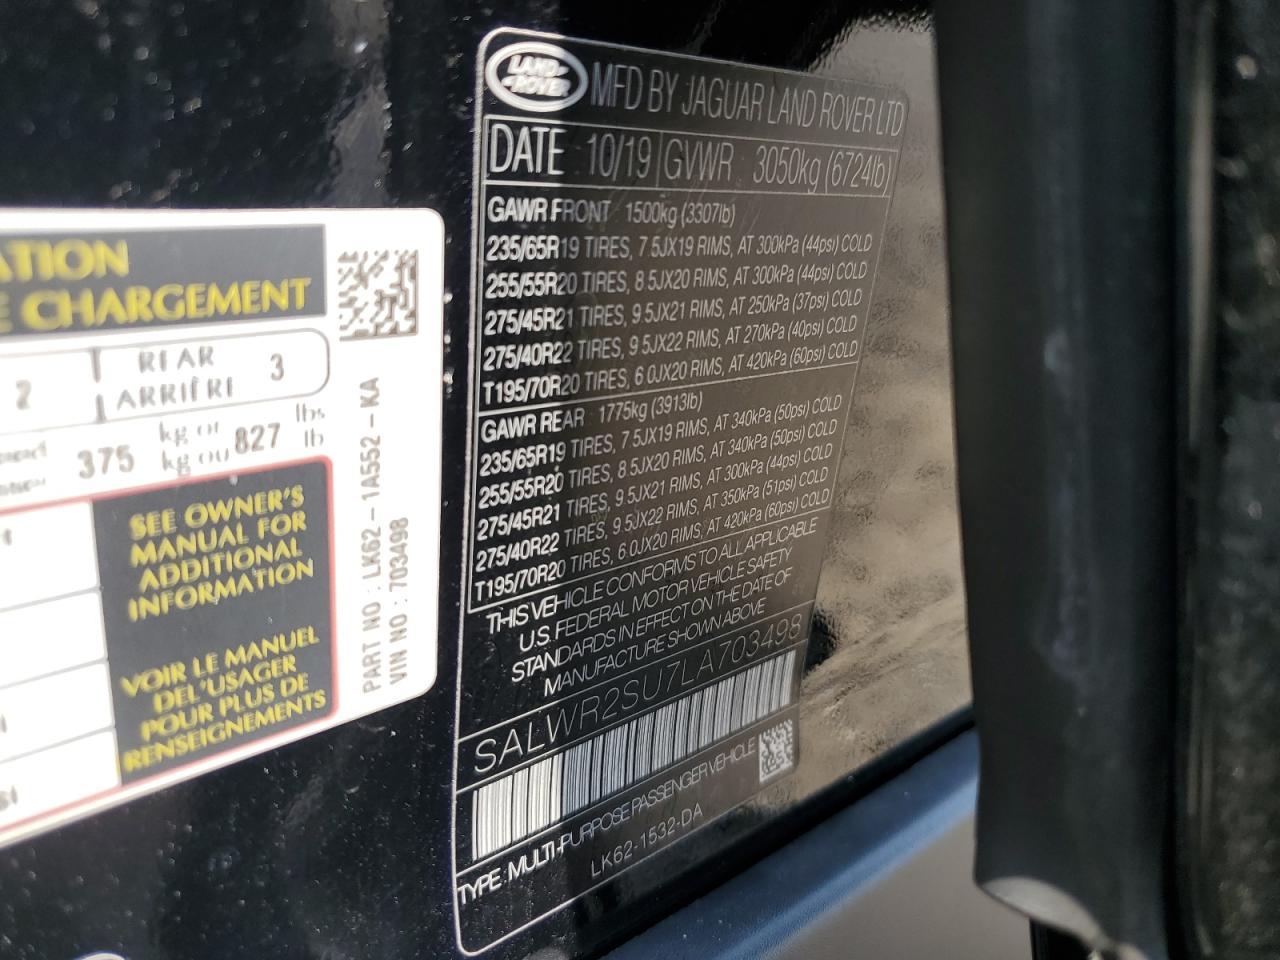 ATION
E CHARGEMENT
2
REAR
ARRIÈRE
3
375
kg or
kg ou
827
lbs
lb
SEE OWNER'S
MANUAL FOR
ADDITIONAL
INFORMATION
VOIR LE MANUEL
DEL'USAGER
POUR PLUS DE
RENSEIGNEMENTS
PART NO : LK62-1A552-KA
VIN NO : 703498
LAND
ROVER
MFD BY JAGUAR LAND ROVER LTD
DATE 10/19 GVWR 3050kg (6724lb)
GAWR FRONT 1500kg (3307lb)
235/65R19 TIRES, 7.5JX19 RIMS, AT 300kPa (44psi) COLD
255/55R20 TIRES, 8.5JX20 RIMS, AT 300kPa (44psi) COLD
275/45R21 TIRES, 9.5JX21 RIMS, AT 250kPa (37psi) COLD
275/40R22 TIRES, 9.5JX22 RIMS, AT 270kPa (40psi) COLD
T195/70R20 TIRES, 6.0JX20 RIMS, AT 420kPa (60psi) COLD
GAWR REAR 1775kg (3913lb)
235/65R19 TIRES, 7.5JX19 RIMS, AT 340kPa (50psi) COLD
255/55R20 TIRES, 8.5JX20 RIMS, AT 340kPa (50psi) COLD
275/45R21 TIRES, 9.5JX21 RIMS, AT 300kPa (44psi) COLD
275/40R22 TIRES, 9.5JX22 RIMS, AT 350kPa (51psi) COLD
T195/70R20 TIRES, 6.0JX20 RIMS, AT 420kPa (60psi) COLD
THIS VEHICLE CONFORMS TO ALL APPLICABLE
U.S. FEDERAL MOTOR VEHICLE SAFETY
STANDARDS IN EFFECT ON THE DATE OF
MANUFACTURE SHOWN ABOVE
SALWR2SU7LA703498
TYPE : MULTI-PURPOSE PASSENGER VEHICLE
LK62-1532-DA